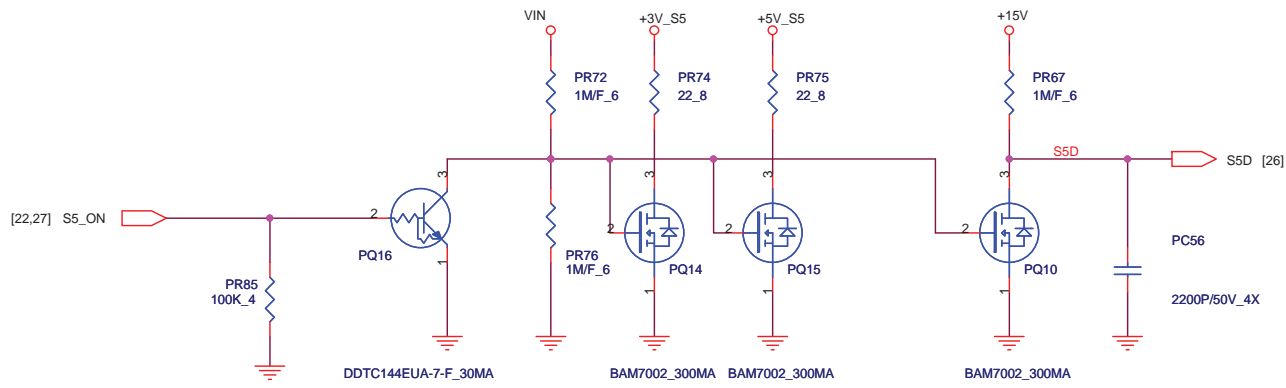 VIN
+3V_S5
+5V_S5
+15V
PR72
1M/F_6
PR74
22_8
PR75
22_8
PR67
1M/F_6
S5D
S5D [26]
3
3
3
3
[22,27] S5_ON
2
2
2
2
PQ16
PR76
1M/F_6
PQ14
PQ15
PQ10
PC56
1
1
1
1
PR85
100K_4
2200P/50V_4X
DDTC144EUA-7-F_30MA
BAM7002_300MA
BAM7002_300MA
BAM7002_300MA